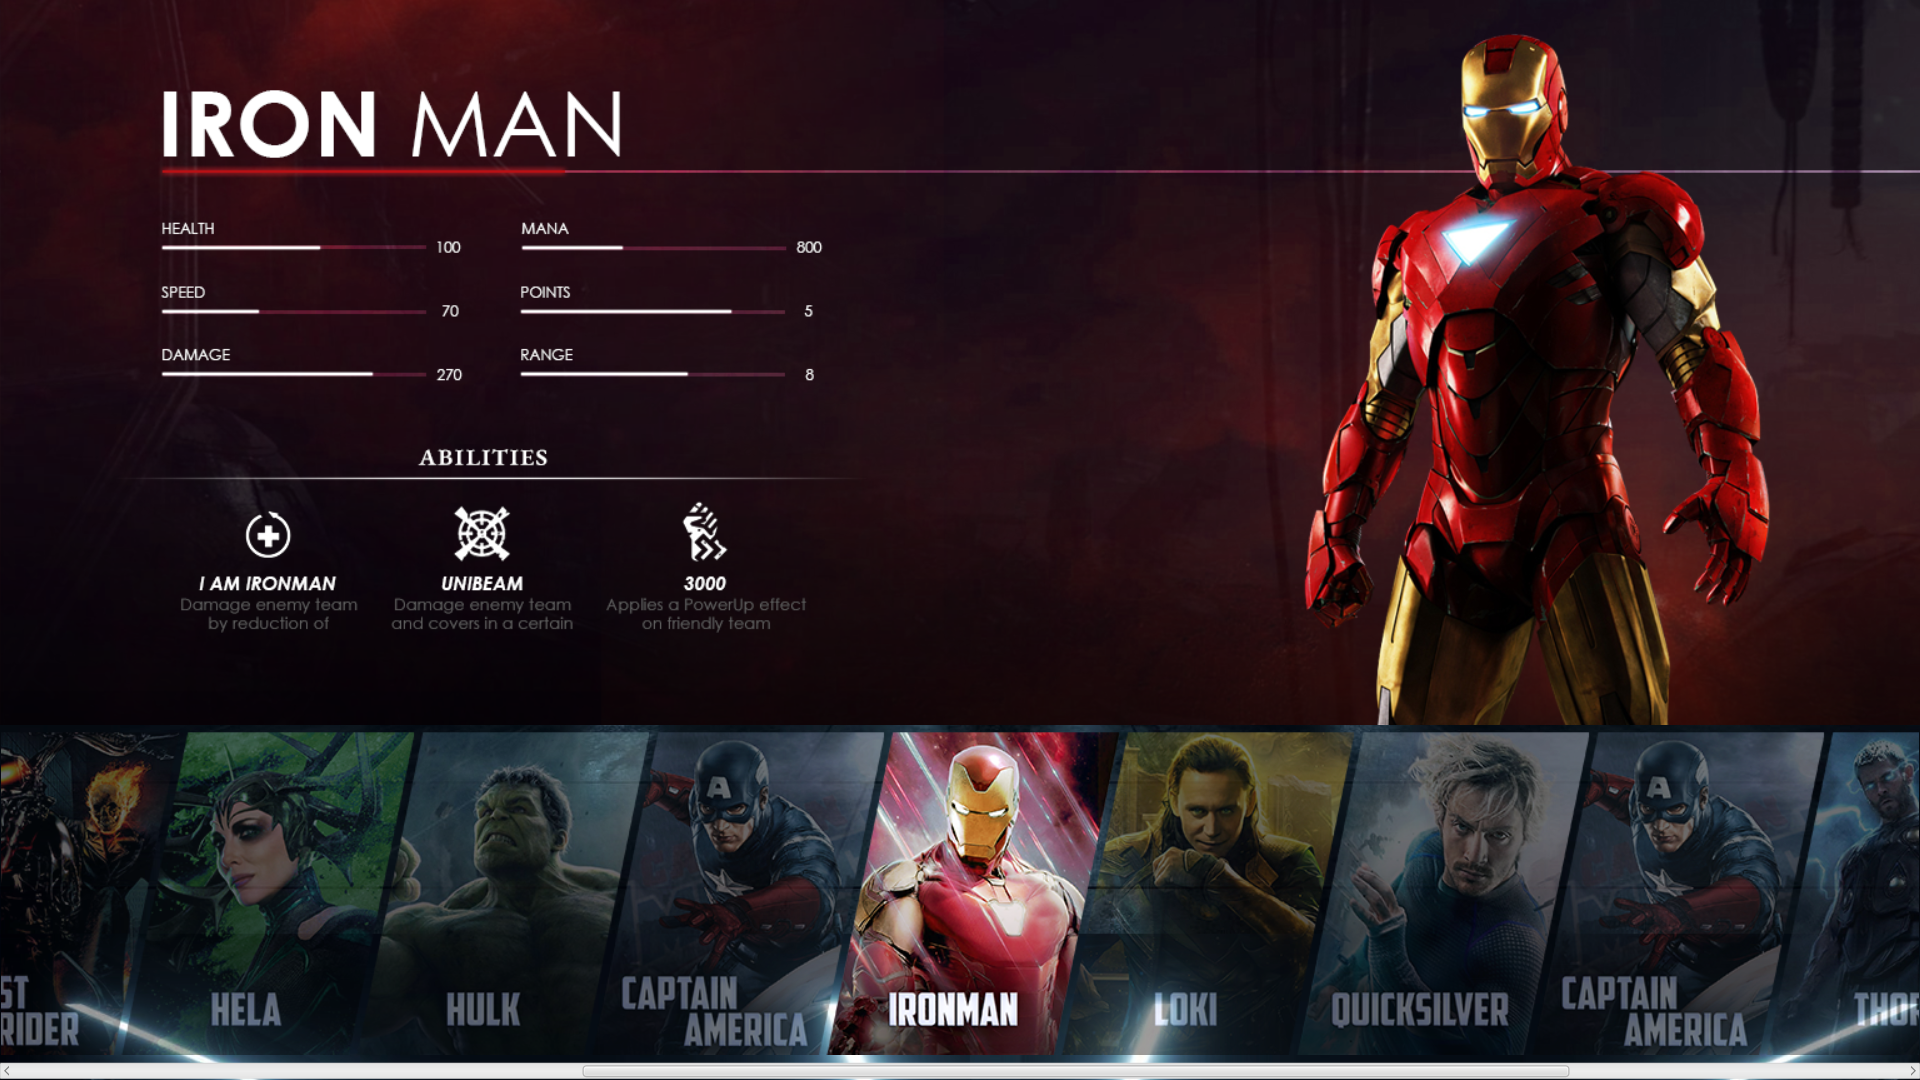 IRON MAN
HEALTH
100
MANA
800
SPEED
70
POINTS
5
DAMAGE
270
RANGE
8
ABILITIES
I AM IRONMAN
Damage enemy team
by reduction of
UNIBEAM
Damage enemy team
and covers in a certain
3000
Applies a PowerUp effect
on friendly team
ST
RIDER
HELA
HULK
CAPTAIN
AMERICA
IRONMAN
LOKI
QUICKSILVER
CAPTAIN
AMERICA
THO